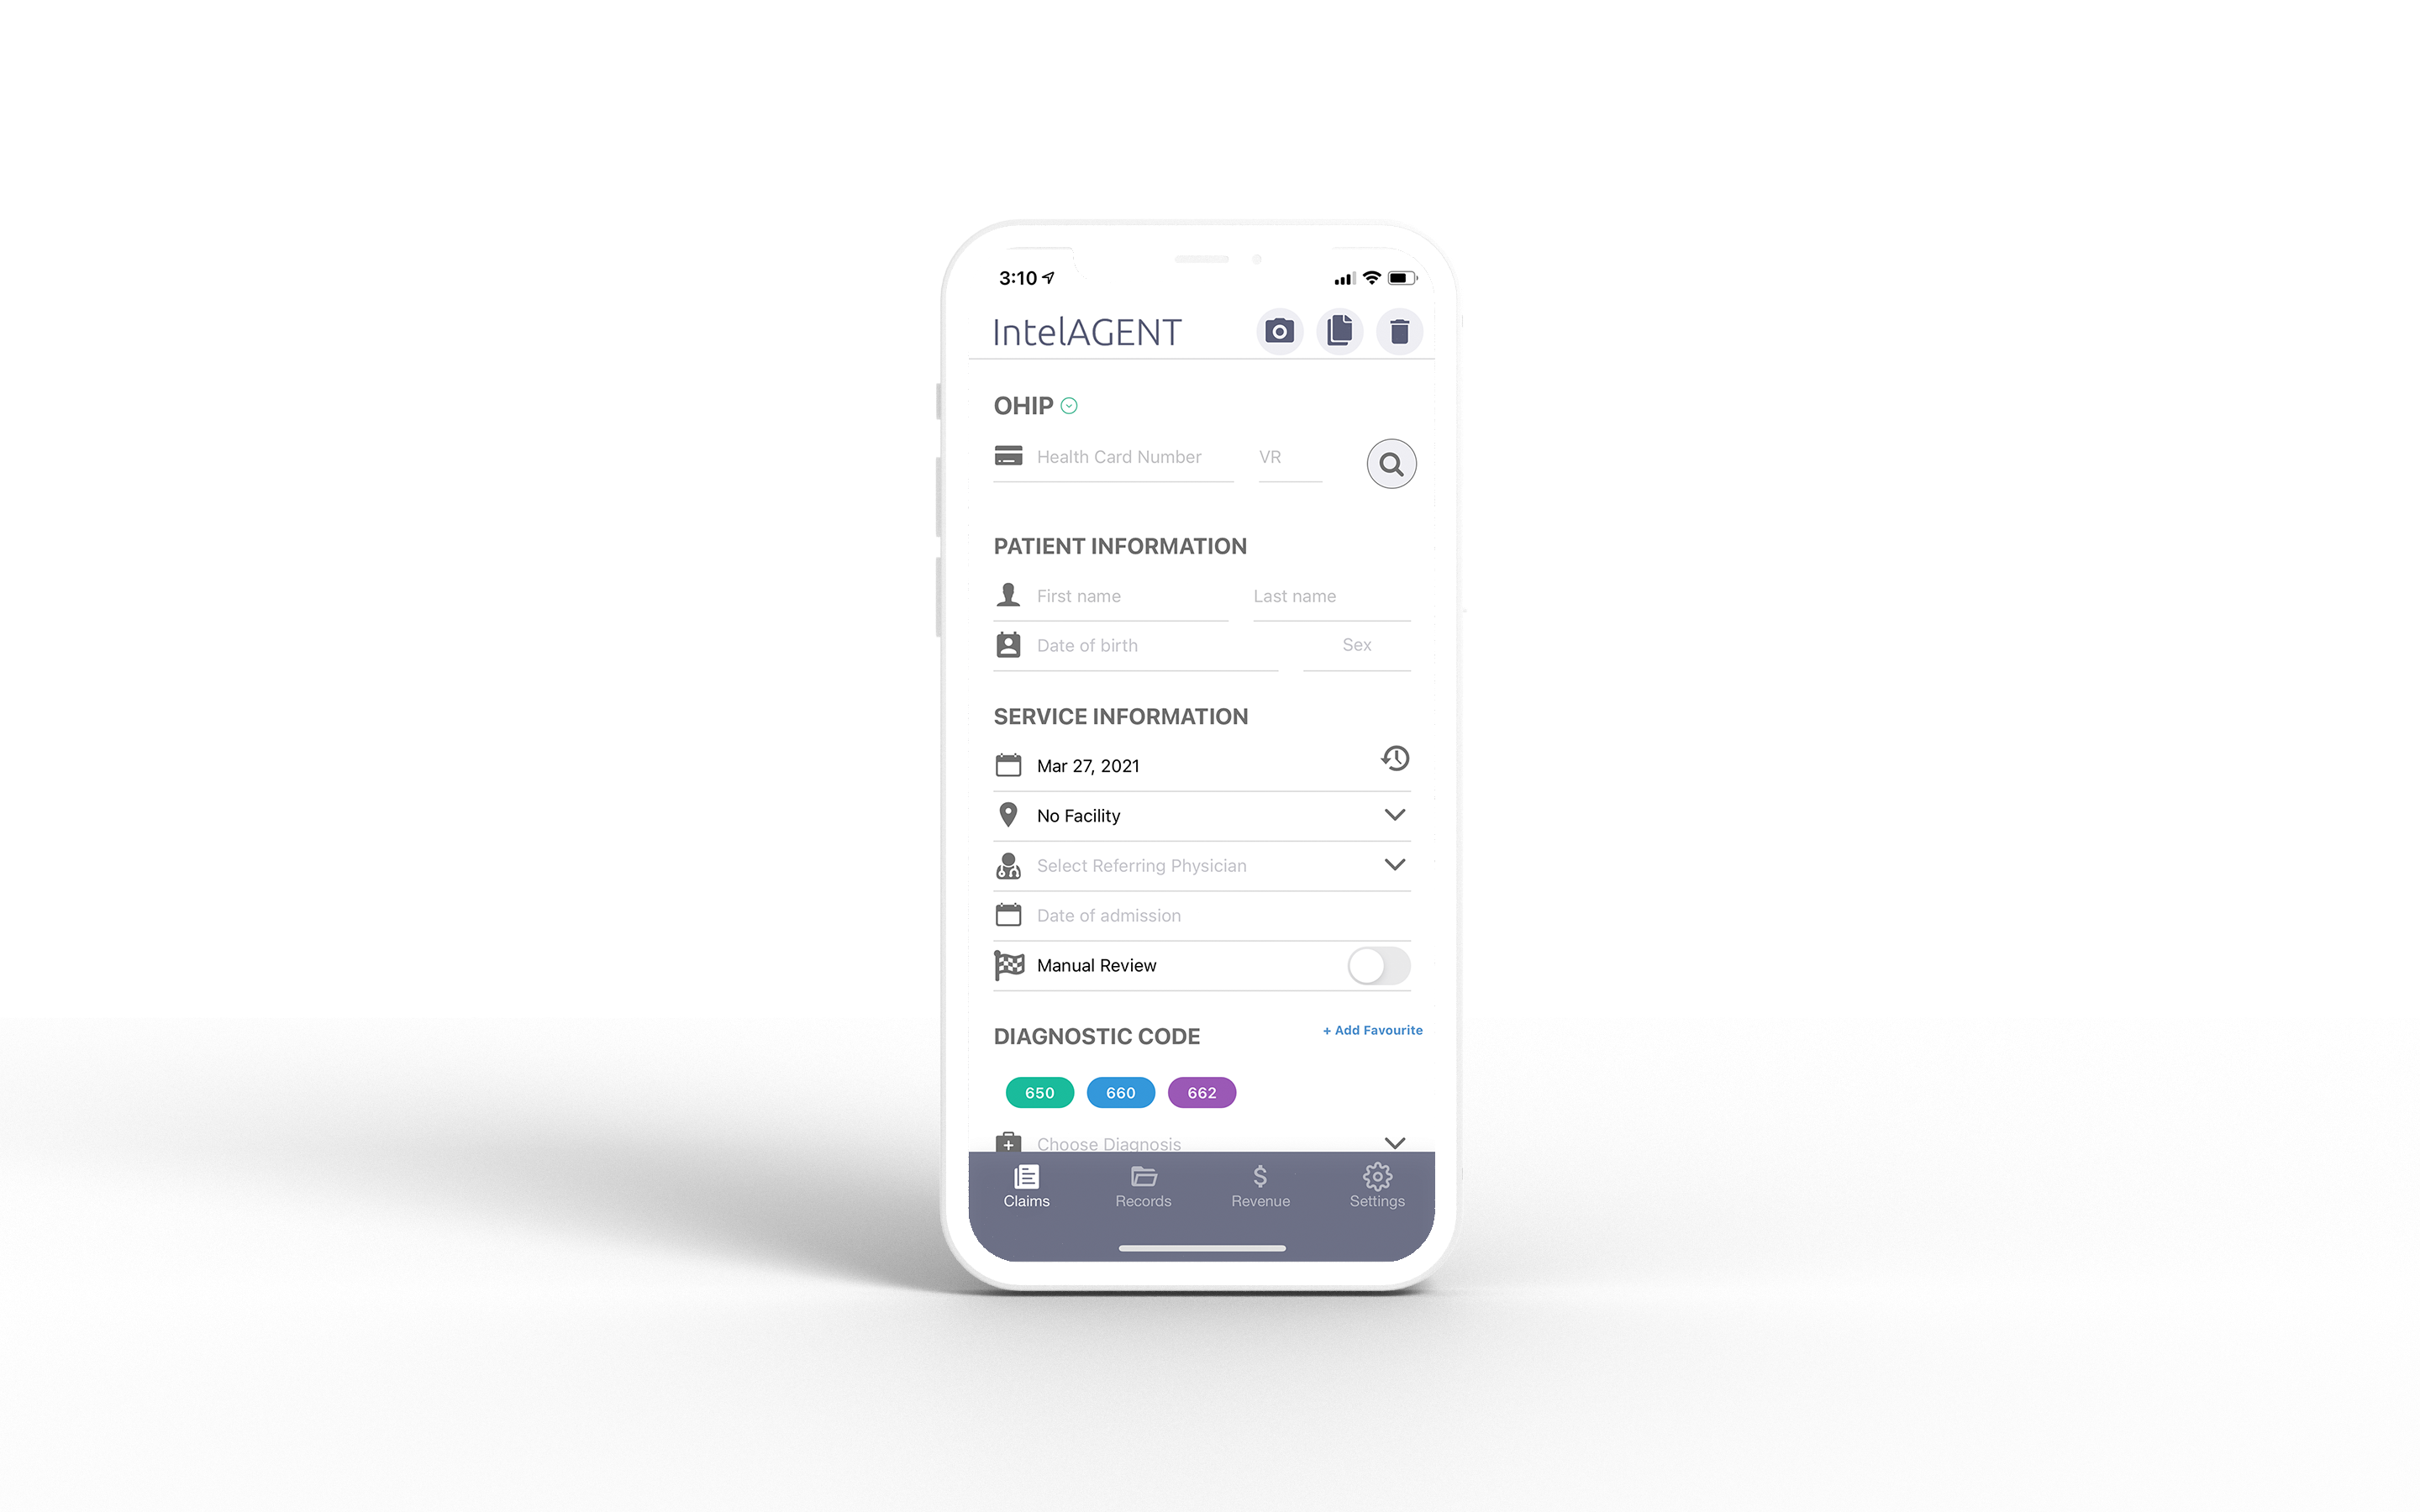 3:10
IntelAGENT
OHIP
Health Card Number VR
PATIENT INFORMATION
First name Last name
Date of birth Sex
SERVICE INFORMATION
Mar 27, 2021
No Facility
Select Referring Physician
Date of admission
Manual Review
DIAGNOSTIC CODE + Add Favourite
650 660 662
Choose Diagnosis
Claims Records Revenue Settings